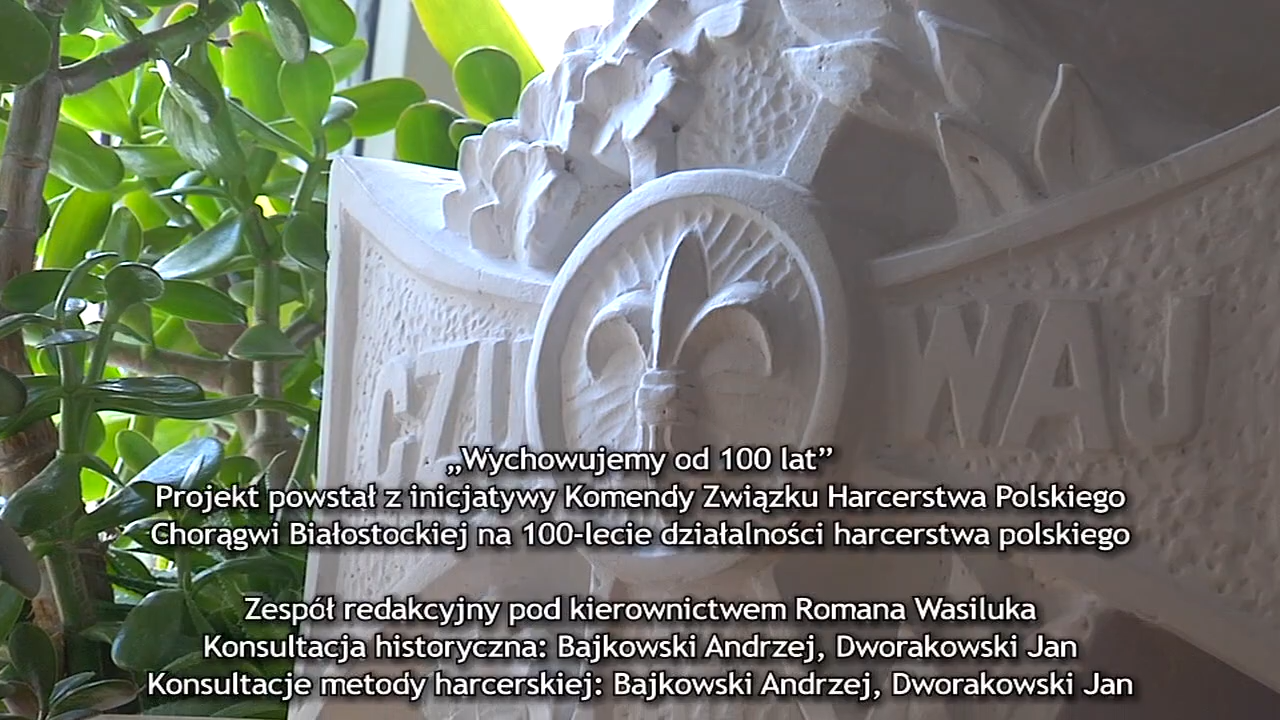 CZU WAJ
„Wychowujemy od 100 lat”
Projekt powstał z inicjatywy Komendy Związku Harcerstwa Polskiego
Chorągwi Białostockiej na 100-lecie działalności harcerstwa polskiego
Zespół redakcyjny pod kierownictwem Romana Wasiluka
Konsultacja historyczna: Bajkowski Andrzej, Dworakowski Jan
Konsultacje metody harcerskiej: Bajkowski Andrzej, Dworakowski Jan